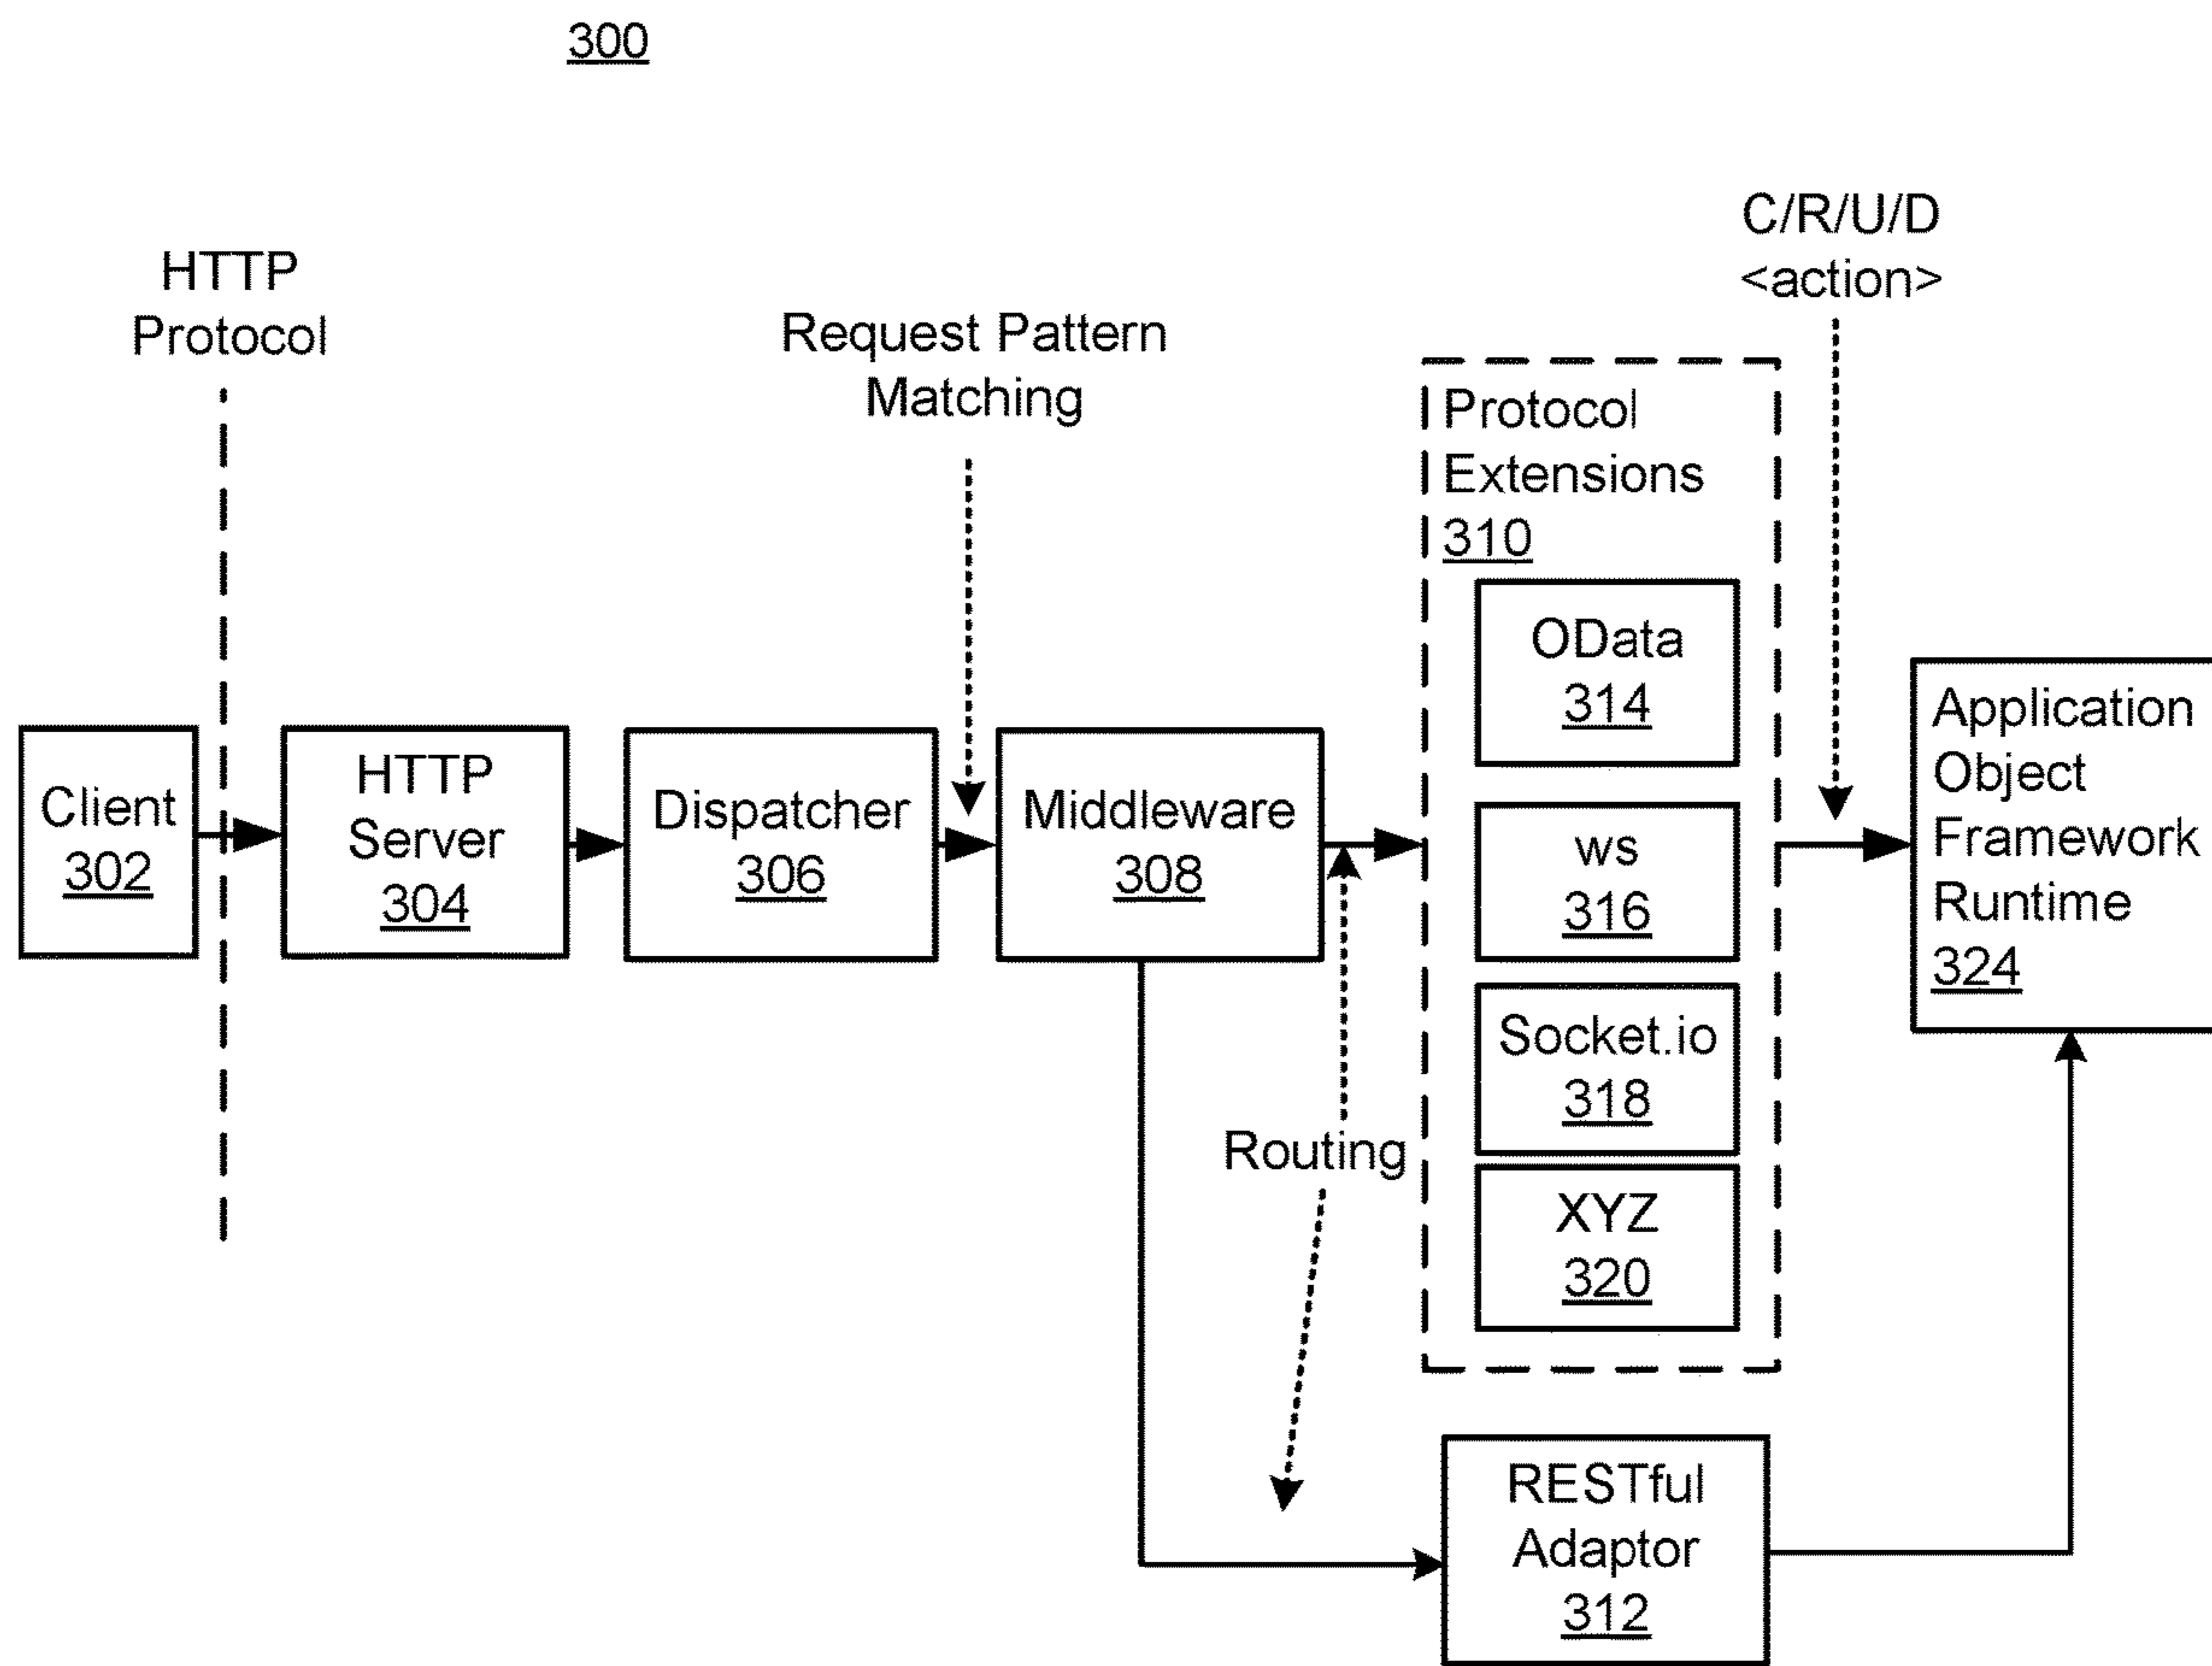 300
HTTP
Protocol
Request Pattern
Matching
C/R/U/D
<action>
Client
302
HTTP
Server
304
Dispatcher
306
Middleware
308
Routing
Protocol
Extensions
310
OData
314
ws
316
Socket.io
318
XYZ
320
RESTful
Adaptor
312
Application
Object
Framework
Runtime
324